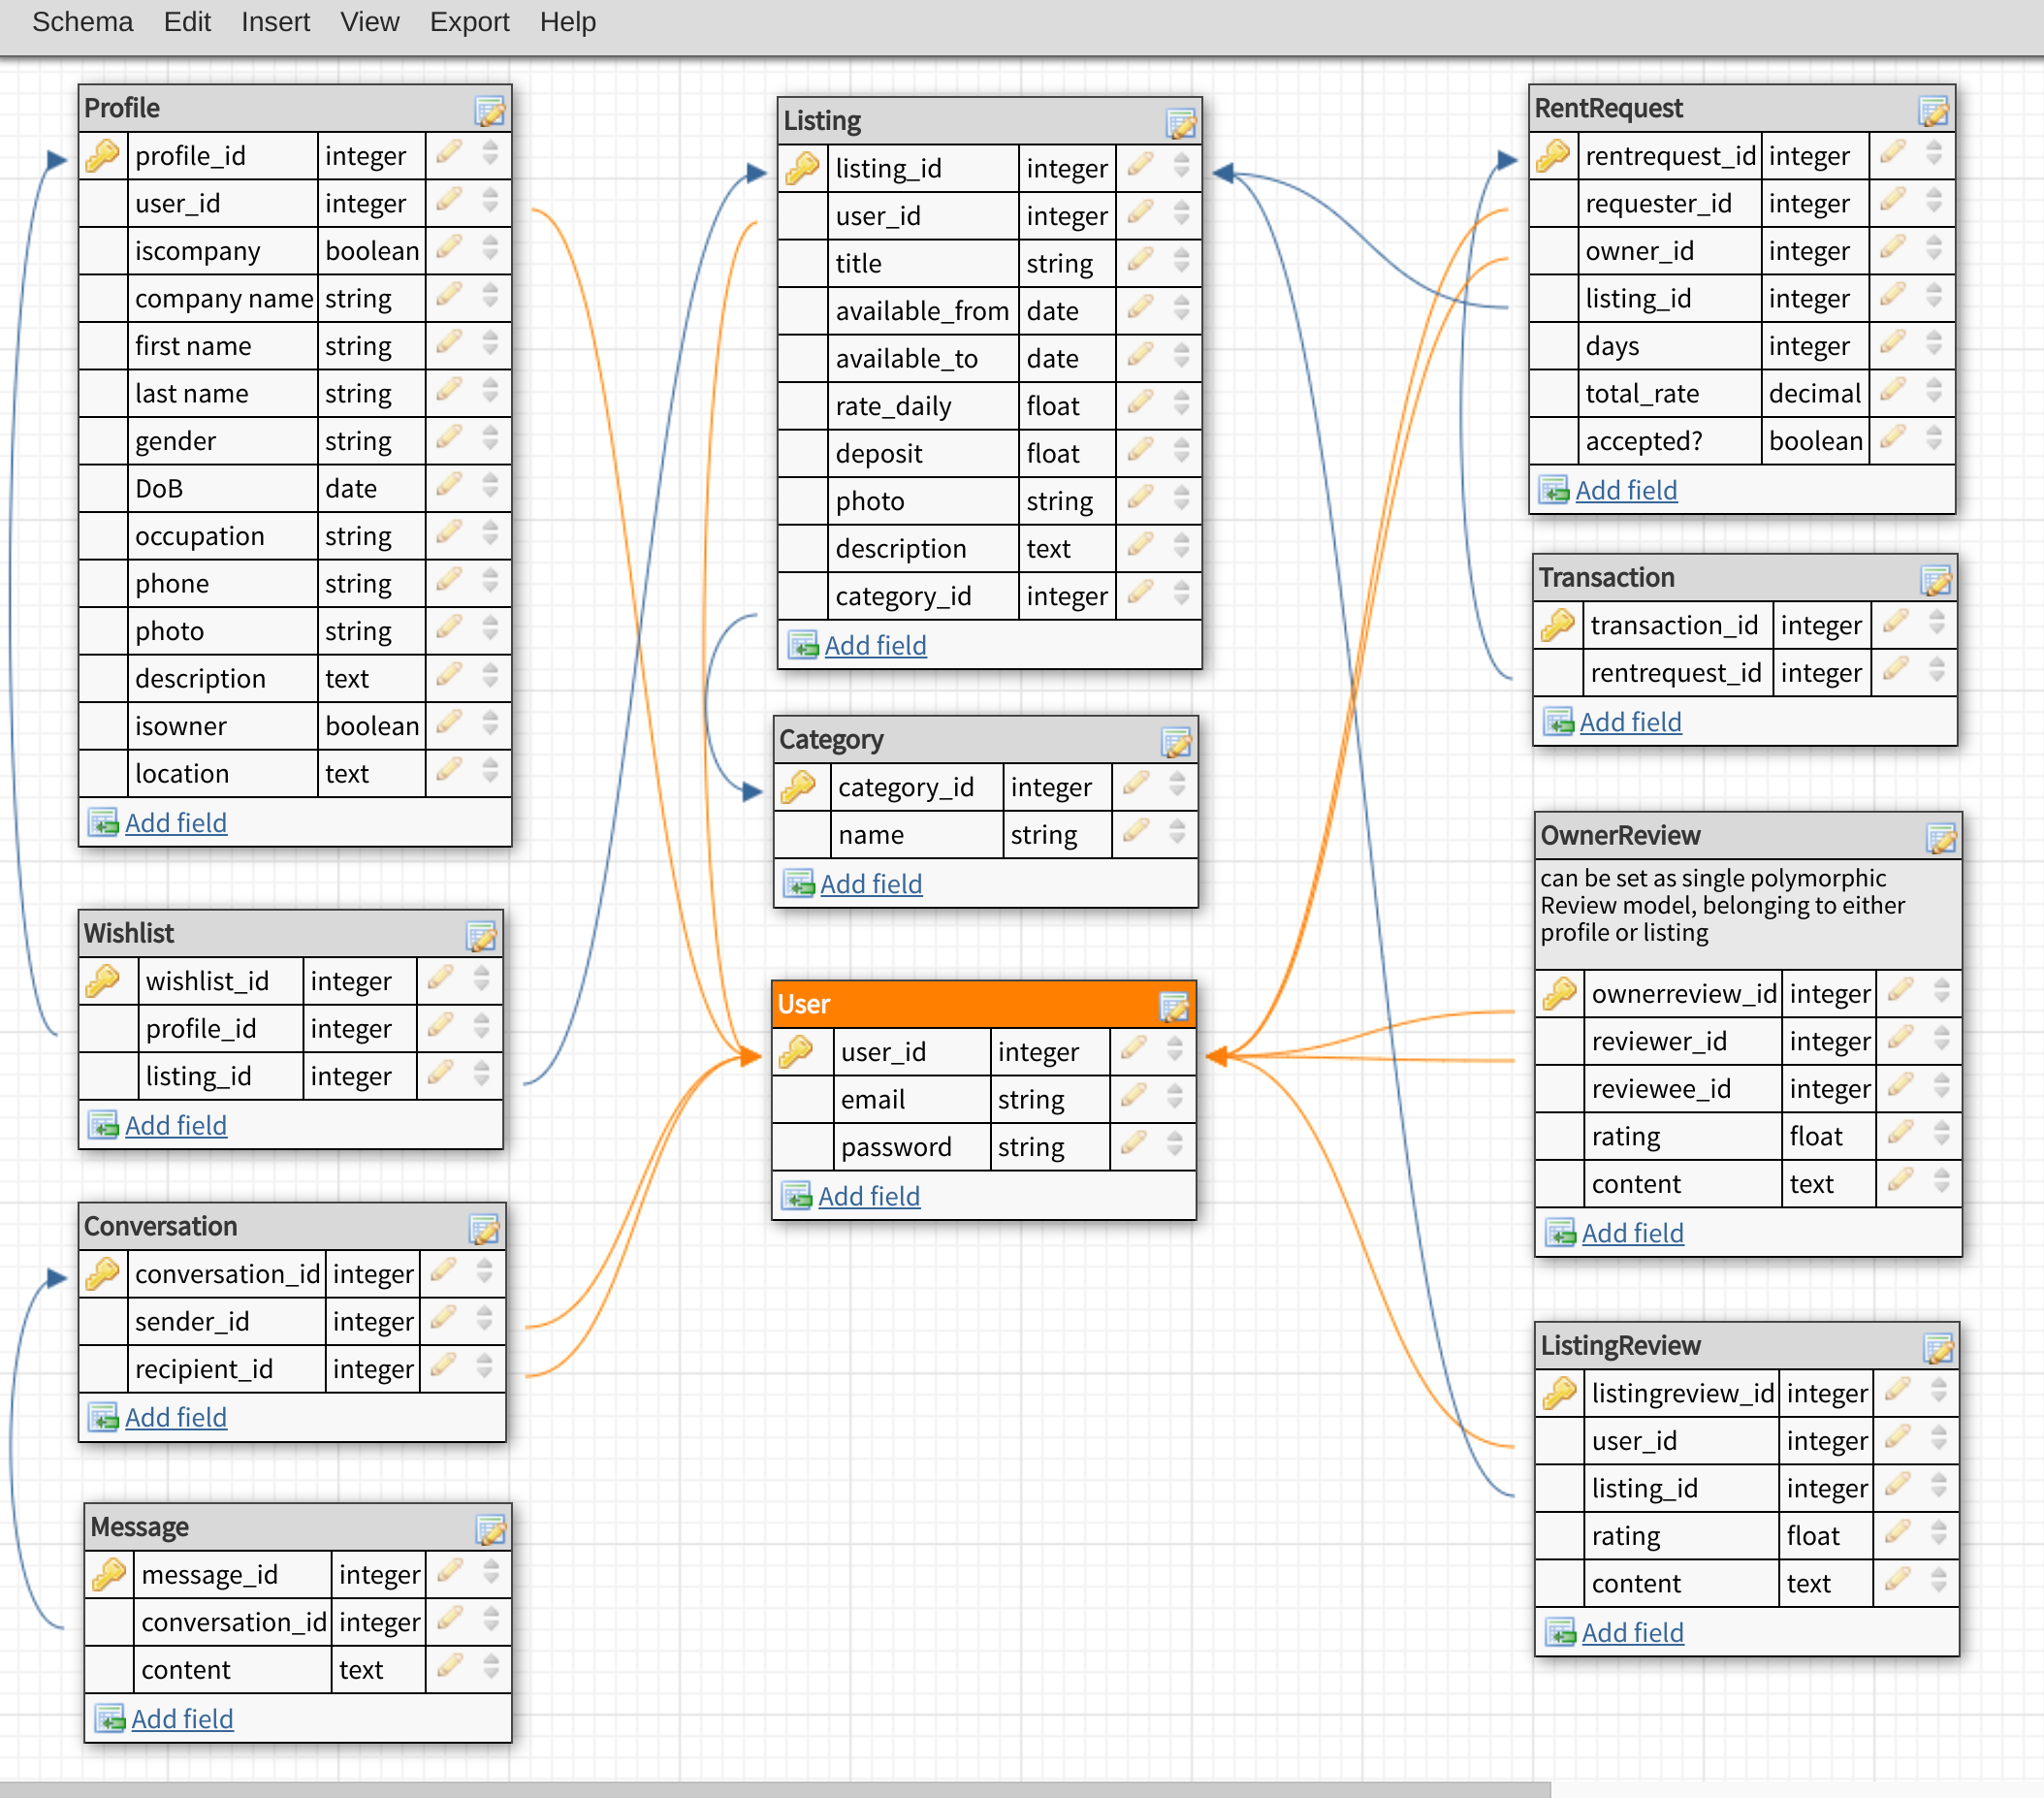 Schema Edit Insert View Export Help
Profile
profile_id integer
user_id integer
iscompany boolean
company name string
first name string
last name string
gender string
DoB date
occupation string
phone string
photo string
description text
isowner boolean
location text
Add field
Wishlist
wishlist_id integer
profile_id integer
listing_id integer
Add field
Conversation
conversation_id integer
sender_id integer
recipient_id integer
Add field
Message
message_id integer
conversation_id integer
content text
Add field
Listing
listing_id integer
user_id integer
title string
available_from date
available_to date
rate_daily float
deposit float
photo string
description text
category_id integer
Add field
Category
category_id integer
name string
Add field
User
user_id integer
email string
password string
Add field
RentRequest
rentrequest_id integer
requester_id integer
owner_id integer
listing_id integer
days integer
total_rate decimal
accepted? boolean
Add field
Transaction
transaction_id integer
rentrequest_id integer
Add field
OwnerReview
can be set as single polymorphic
Review model, belonging to either
profile or listing
ownerreview_id integer
reviewer_id integer
reviewee_id integer
rating float
content text
Add field
ListingReview
listingreview_id integer
user_id integer
listing_id integer
rating float
content text
Add field